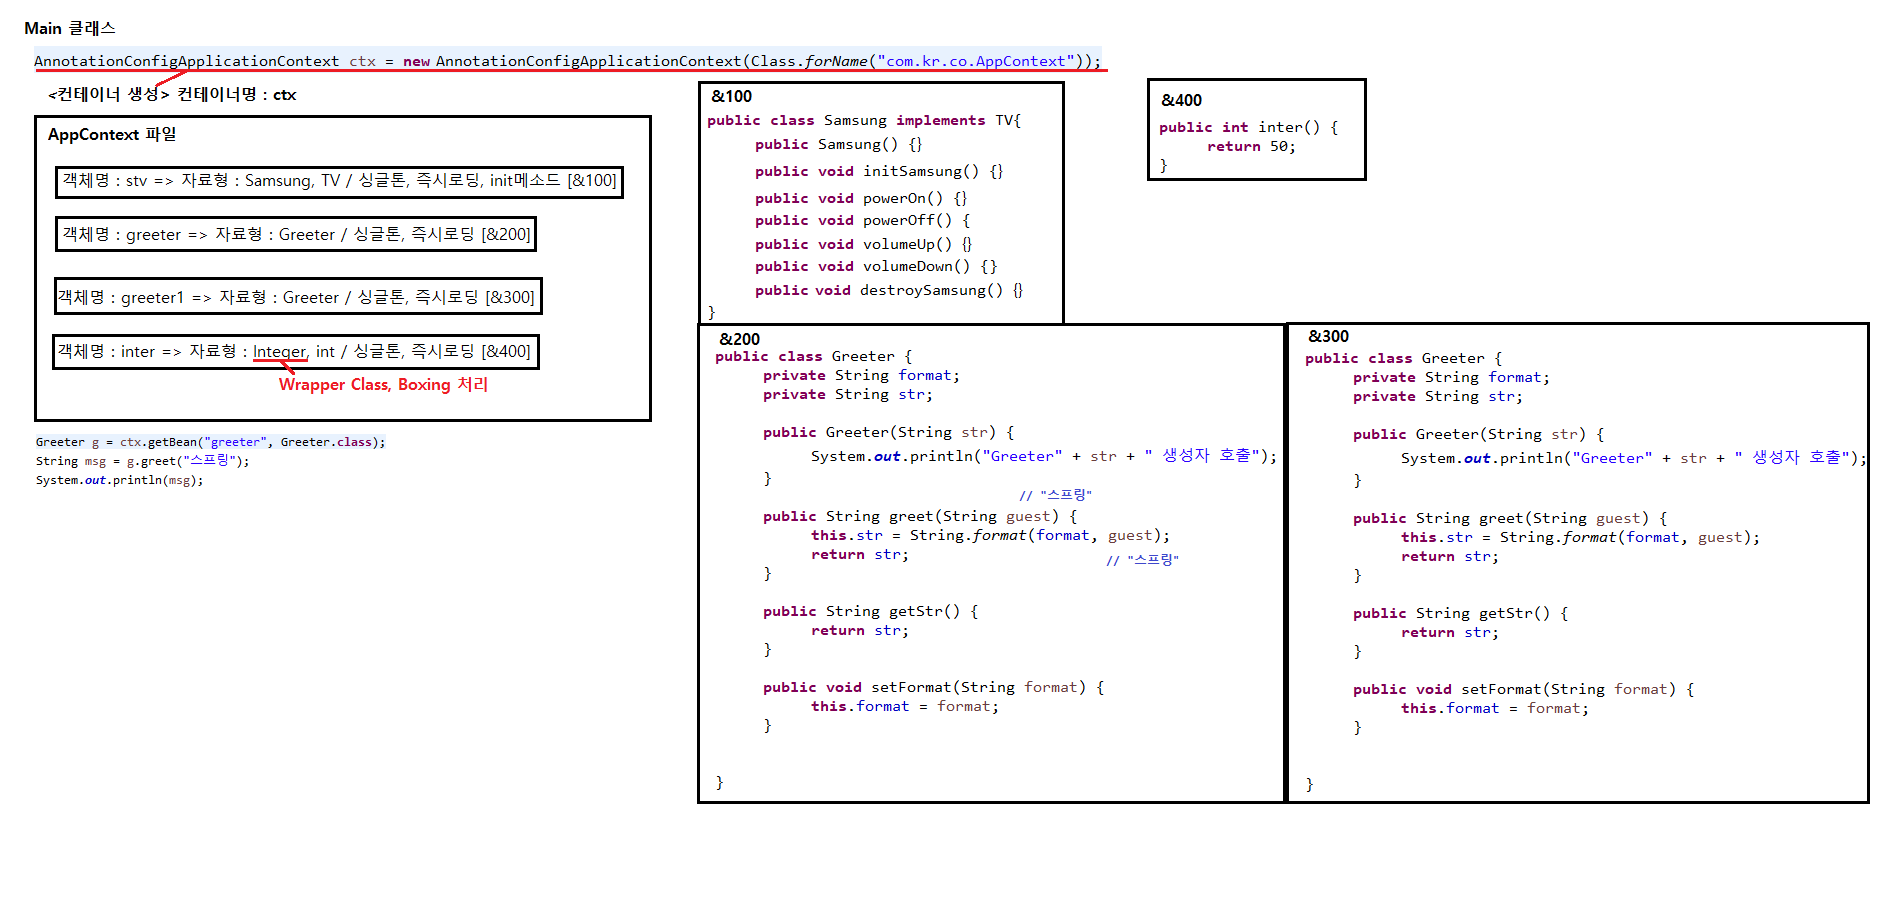 Main 클래스
AnnotationConfigApplicationContext ctx = new AnnotationConfigApplicationContext(Class.forName("com.kr.co.AppContext"));
<컨테이너 생성> 컨테이너명 : ctx
AppContext 파일
객체명 : stv => 자료형 : Samsung, TV / 싱글톤, 즉시로딩, init메소드 [&100]
객체명 : greeter => 자료형 : Greeter / 싱글톤, 즉시로딩 [&200]
객체명 : greeter1 => 자료형 : Greeter / 싱글톤, 즉시로딩 [&300]
객체명 : inter => 자료형 : Integer, int / 싱글톤, 즉시로딩 [&400]
Wrapper Class, Boxing 처리
Greeter g = ctx.getBean("greeter", Greeter.class);
String msg = g.greet("스프링");
System.out.println(msg);
&100
public class Samsung implements TV{
public Samsung() {}
public void initSamsung() {}
public void powerOn() {}
public void powerOff() {
public void volumeUp() {}
public void volumeDown() {}
public void destroySamsung() {}
}
&400
public int inter() {
return 50;
}
&200
public class Greeter {
private String format;
private String str;
public Greeter(String str) {
System.out.println("Greeter" + str + " 생성자 호출");
}
// "스프링"
public String greet(String guest) {
this.str = String.format(format, guest);
return str;
// "스프링"
}
public String getStr() {
return str;
}
public void setFormat(String format) {
this.format = format;
}
}
&300
public class Greeter {
private String format;
private String str;
public Greeter(String str) {
System.out.println("Greeter" + str + " 생성자 호출");
}
public String greet(String guest) {
this.str = String.format(format, guest);
return str;
}
public String getStr() {
return str;
}
public void setFormat(String format) {
this.format = format;
}
}